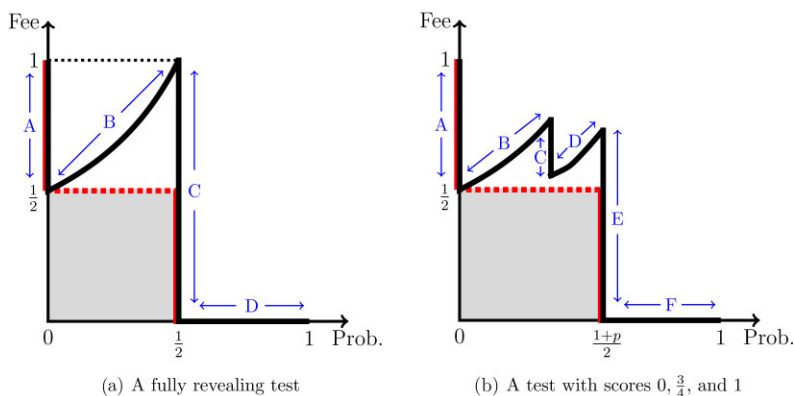 Fee
1
A
B
1/2
C
D
0
1/2
1
Prob.
(a) A fully revealing test
Fee
1
A
B
C
D
1/2
E
F
0
(1+p)/2
1
Prob.
(b) A test with scores 0, 3/4, and 1